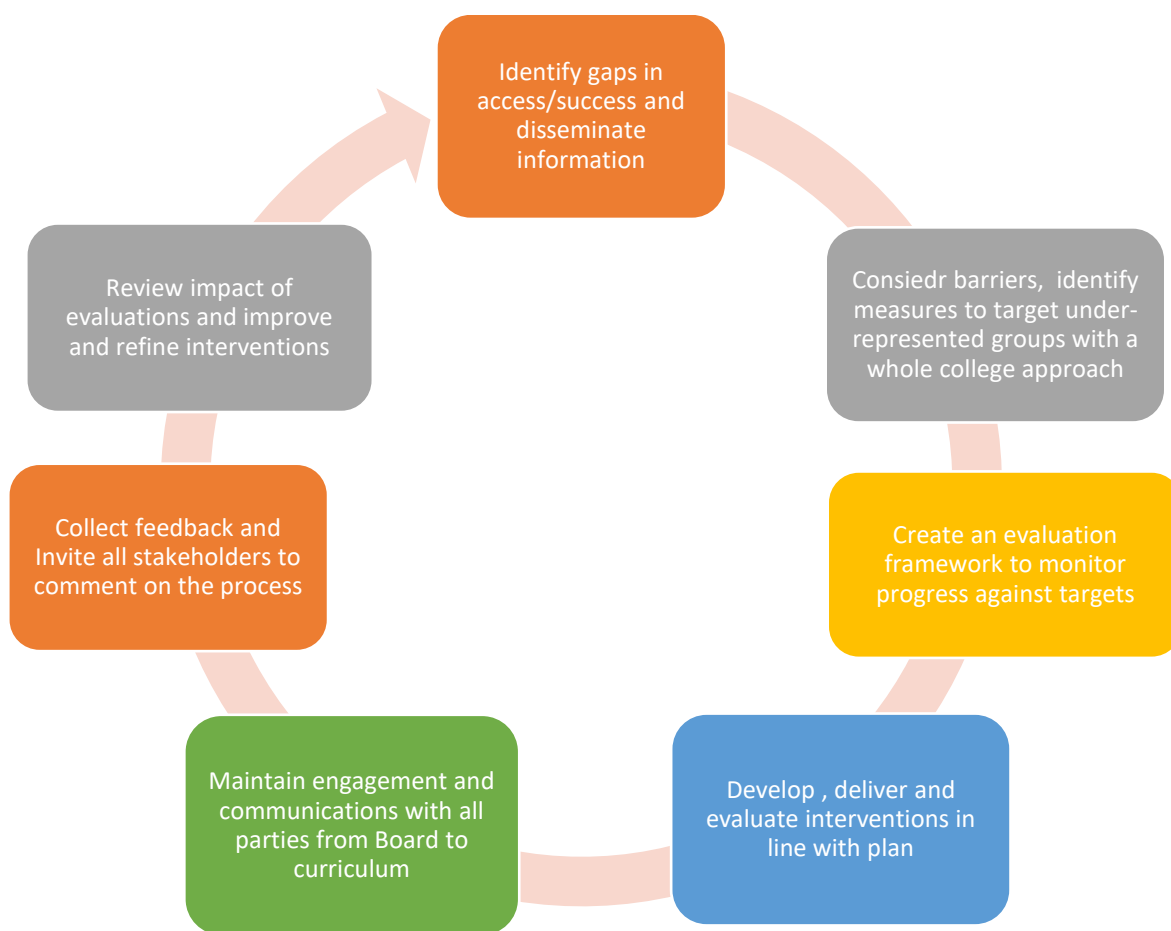 Identify gaps in
access/success and
disseminate
information
Consiedr barriers, identify
measures to target under-
represented groups with a
whole college approach
Create an evaluation
framework to monitor
progress against targets
Develop , deliver and
evaluate interventions in
line with plan
Maintain engagement and
communications with all
parties from Board to
curriculum
Collect feedback and
Invite all stakeholders to
comment on the process
Review impact of
evaluations and improve
and refine interventions